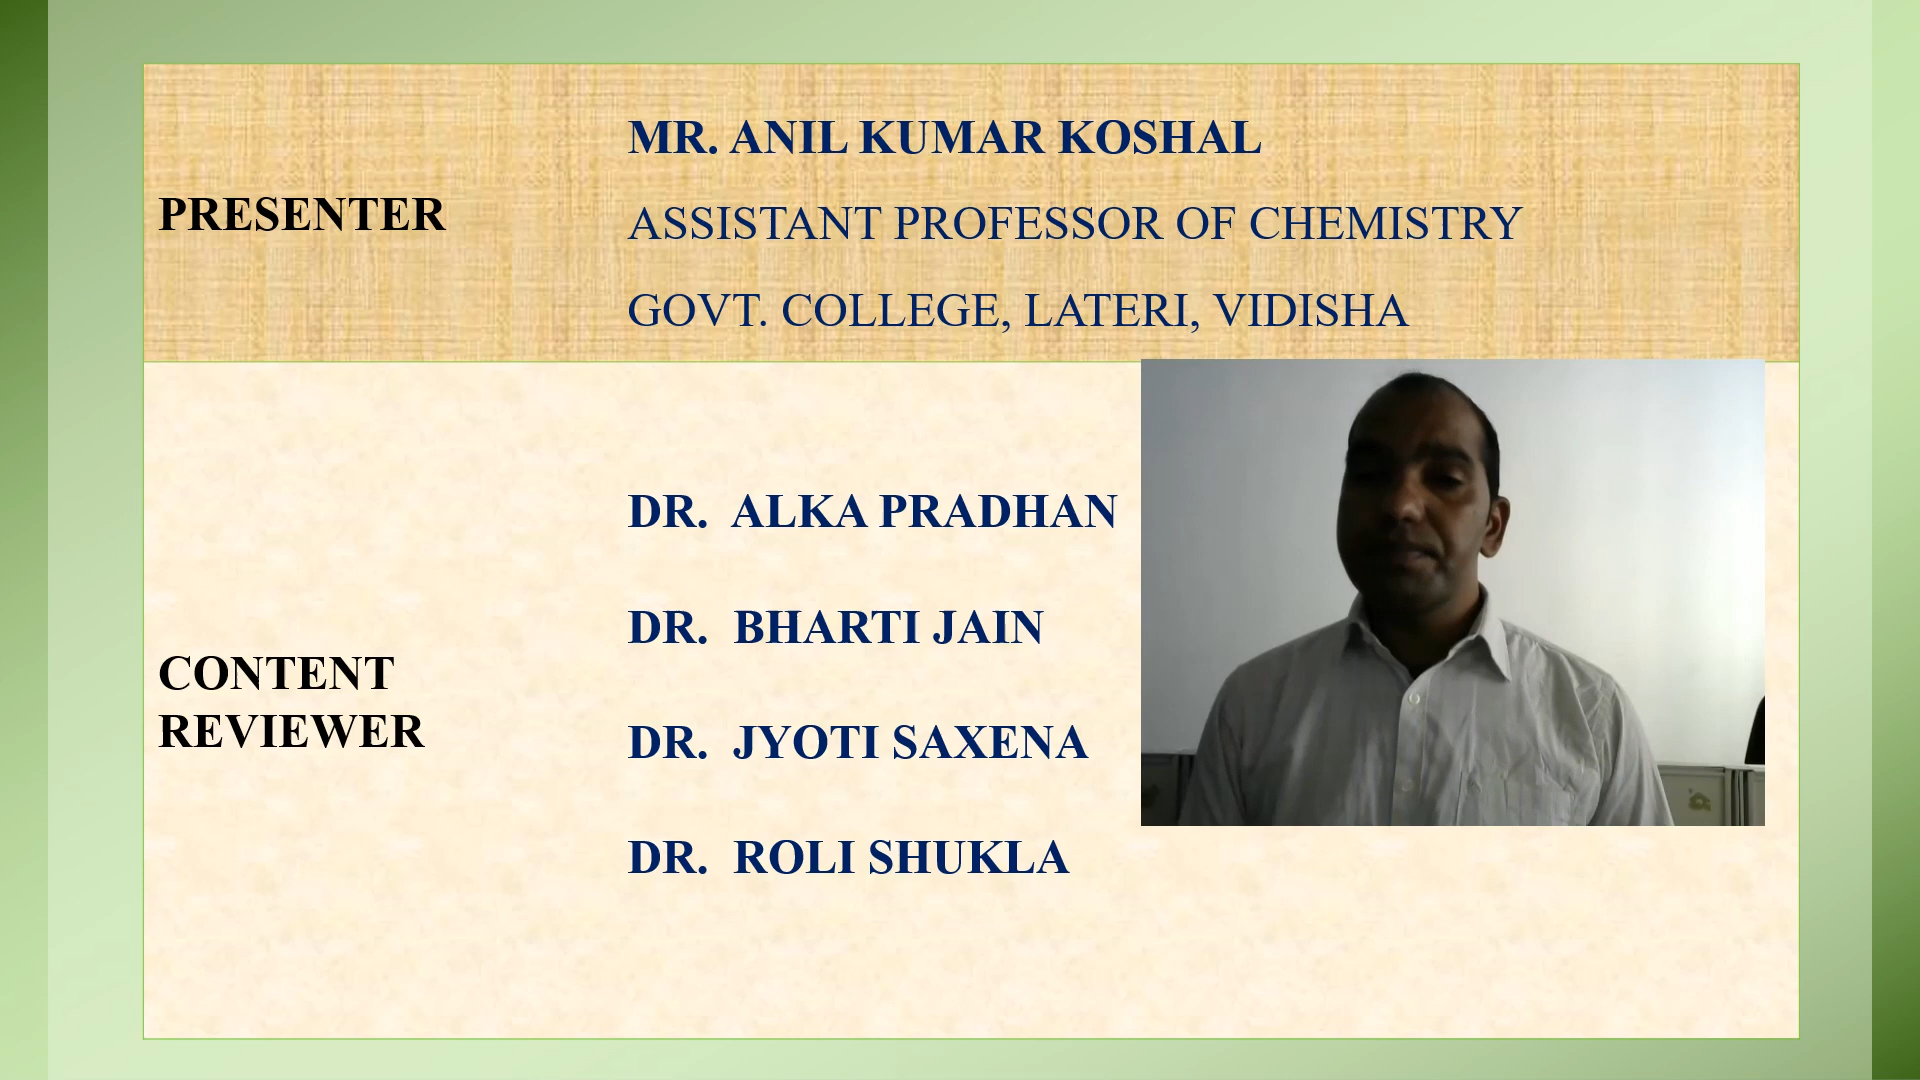 PRESENTER
MR. ANIL KUMAR KOSHAL
ASSISTANT PROFESSOR OF CHEMISTRY
GOVT. COLLEGE, LATERI, VIDISHA
CONTENT
REVIEWER
DR. ALKA PRADHAN
DR. BHARTI JAIN
DR. JYOTI SAXENA
DR. ROLI SHUKLA